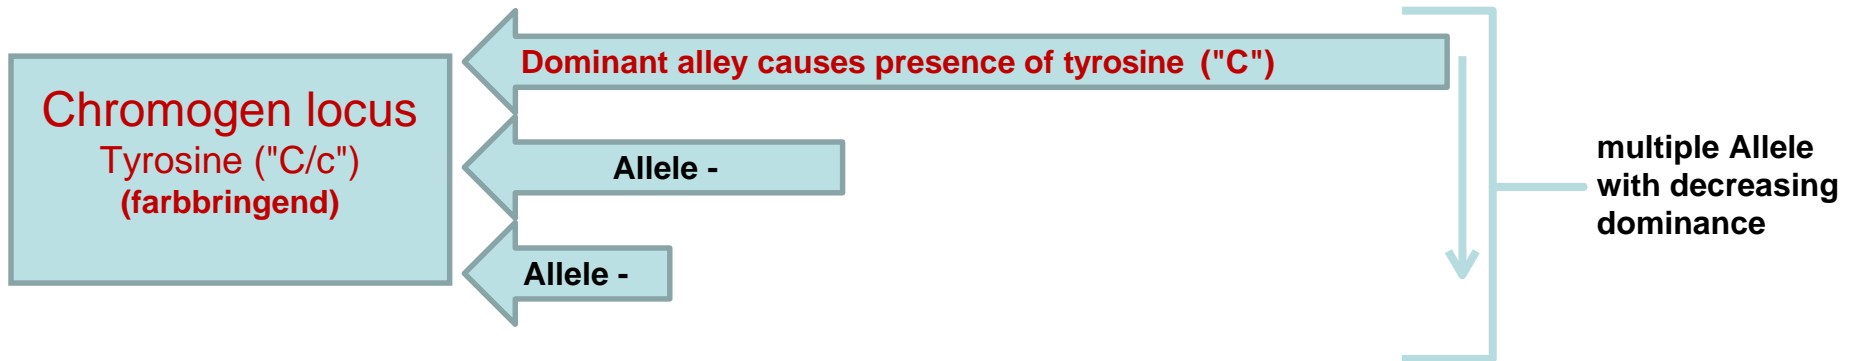 Chromogen locus
Tyrosine ("C/c")
(farbbringend)
Dominant alley causes presence of tyrosine ("C")
Allele -
Allele -
multiple Allele
with decreasing
dominance